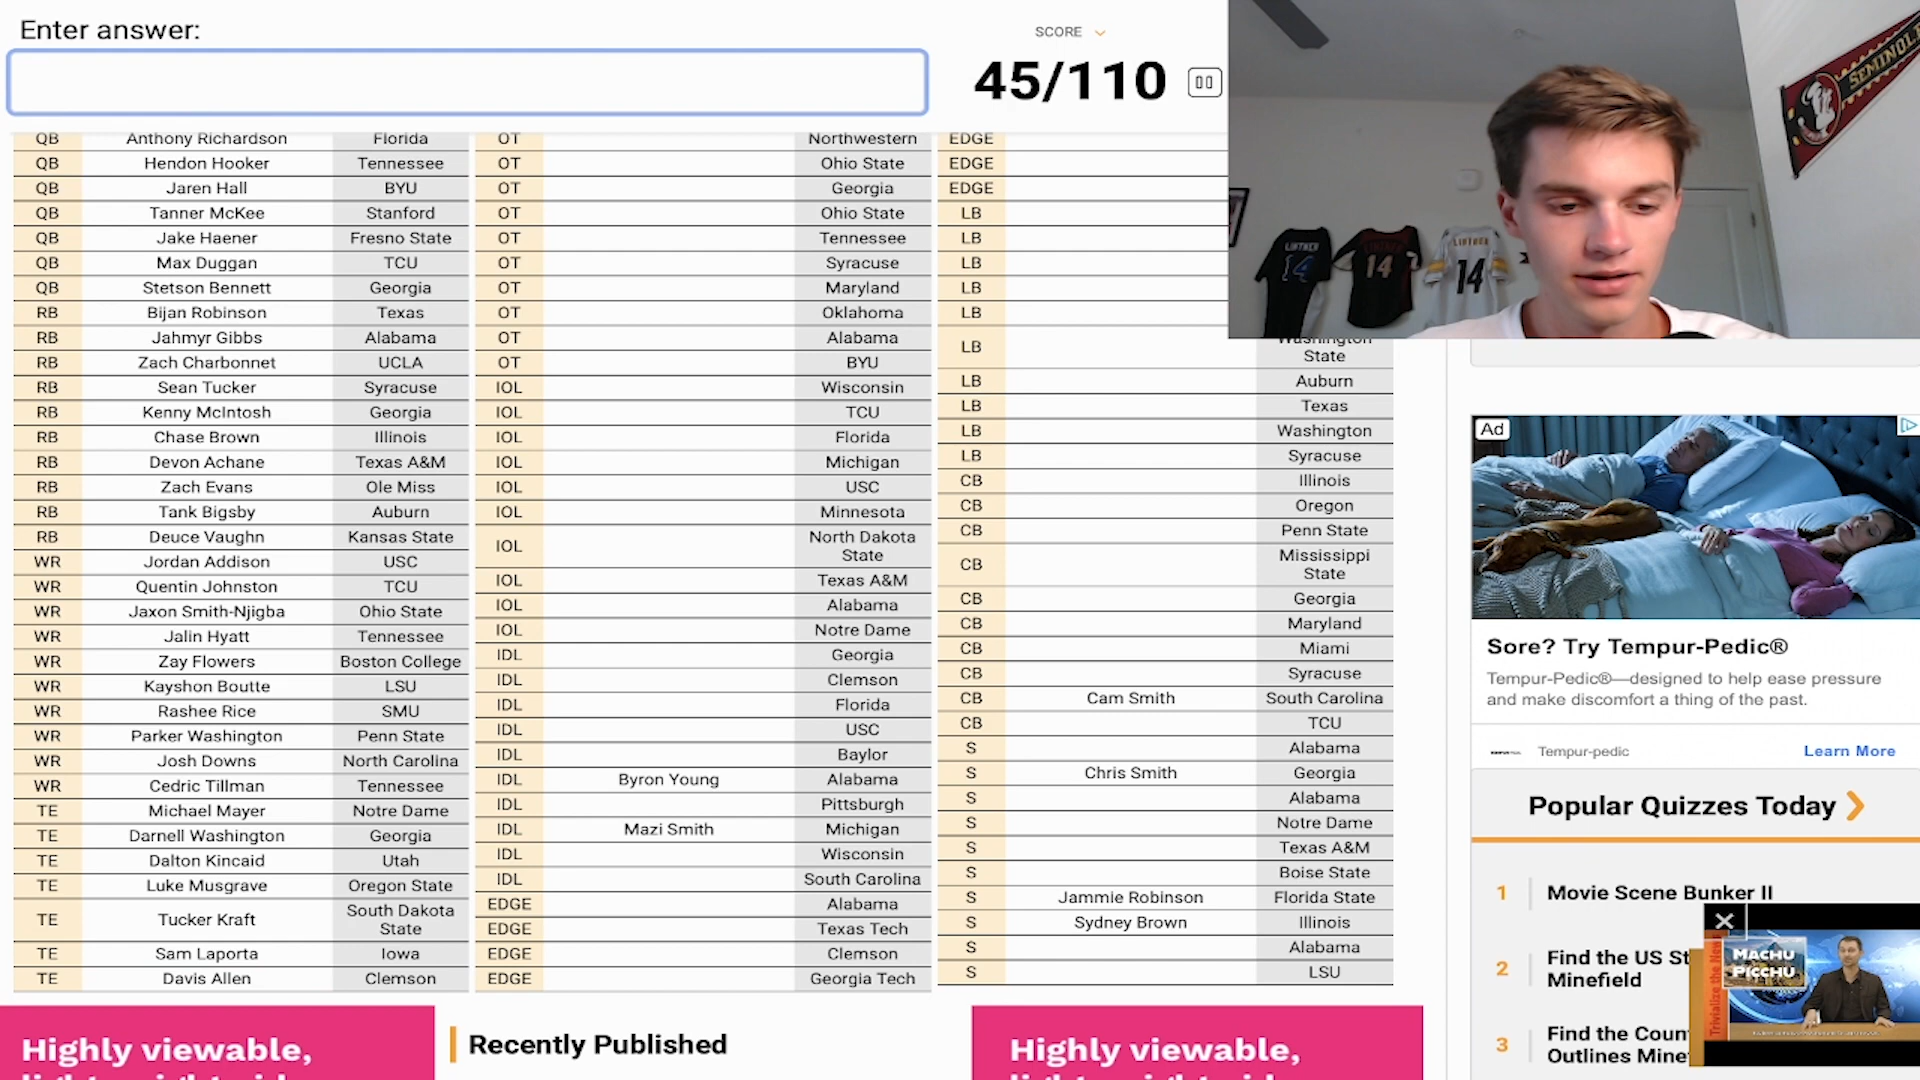 Enter answer:
SCORE
45/110
QB Anthony Richardson Florida
QB Hendon Hooker Tennessee
QB Jaren Hall BYU
QB Tanner McKee Stanford
QB Jake Haener Fresno State
QB Max Duggan TCU
QB Stetson Bennett Georgia
RB Bijan Robinson Texas
RB Jahmyr Gibbs Alabama
RB Zach Charbonnet UCLA
RB Sean Tucker Syracuse
RB Kenny McIntosh Georgia
RB Chase Brown Illinois
RB Devon Achane Texas A&M
RB Zach Evans Ole Miss
RB Tank Bigsby Auburn
RB Deuce Vaughn Kansas State
WR Jordan Addison USC
WR Quentin Johnston TCU
WR Jaxon Smith-Njigba Ohio State
WR Jalin Hyatt Tennessee
WR Zay Flowers Boston College
WR Kayshon Boutte LSU
WR Rashee Rice SMU
WR Parker Washington Penn State
WR Josh Downs North Carolina
WR Cedric Tillman Tennessee
TE Michael Mayer Notre Dame
TE Darnell Washington Georgia
TE Dalton Kincaid Utah
TE Luke Musgrave Oregon State
TE Tucker Kraft South Dakota
State
TE Sam Laporta Iowa
TE Davis Allen Clemson
OT Northwestern
OT Ohio State
OT Georgia
OT Ohio State
OT Tennessee
OT Syracuse
OT Maryland
OT Oklahoma
OT Alabama
OT BYU
IOL Wisconsin
IOL TCU
IOL Florida
IOL Michigan
IOL USC
IOL Minnesota
IOL North Dakota
State
IOL Texas A&M
IOL Alabama
IOL Notre Dame
IDL Georgia
IDL Clemson
IDL Florida
IDL USC
IDL Baylor
IDL Byron Young Alabama
IDL Pittsburgh
IDL Mazi Smith Michigan
IDL Wisconsin
IDL South Carolina
EDGE Alabama
EDGE Texas Tech
EDGE Clemson
EDGE Georgia Tech
EDGE
EDGE
EDGE
LB
LB
LB
LB
LB
LB Washington
State
LB Auburn
LB Texas
LB Washington
LB Syracuse
CB Illinois
CB Oregon
CB Penn State
CB Mississippi
State
CB Georgia
CB Maryland
CB Miami
CB Syracuse
CB Cam Smith South Carolina
CB TCU
S Alabama
S Chris Smith Georgia
S Alabama
S Notre Dame
S Texas A&M
S Boise State
S Jammie Robinson Florida State
S Sydney Brown Illinois
S Alabama
S LSU
SEMINOL
LINTNER
14
LINTNER
14
LINTNER
14
Ad
Sore? Try Tempur-Pedic®
Tempur-Pedic®—designed to help ease pressure
and make discomfort a thing of the past.
Tempur-pedic
Learn More
Popular Quizzes Today
1 Movie Scene Bunker II
2 Find the US St
Minefield
3 Find the Coun
Outlines Mine
Trivialize the New
MACHU
PICCHU
Highly viewable,
Recently Published
Highly viewable,